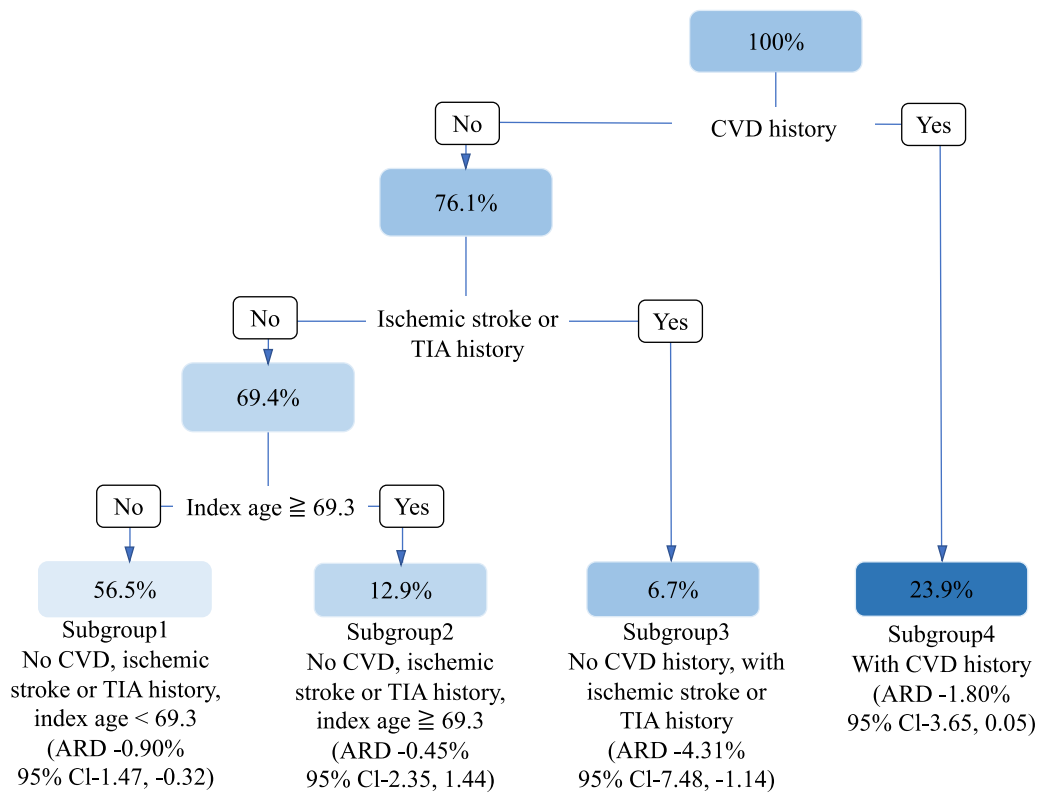 100%
No
CVD history
Yes
76.1%
No
Ischemic stroke or
TIA history
Yes
69.4%
No
Index age ≧ 69.3
Yes
56.5%
Subgroup1
No CVD, ischemic
stroke or TIA history,
index age < 69.3
(ARD -0.90%
95% Cl-1.47, -0.32)
12.9%
Subgroup2
No CVD, ischemic
stroke or TIA history,
index age ≧ 69.3
(ARD -0.45%
95% Cl-2.35, 1.44)
6.7%
Subgroup3
No CVD history, with
ischemic stroke or
TIA history
(ARD -4.31%
95% Cl-7.48, -1.14)
23.9%
Subgroup4
With CVD history
(ARD -1.80%
95% Cl-3.65, 0.05)